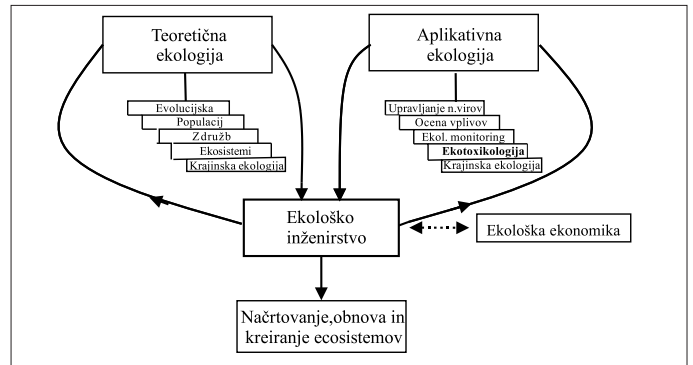 Teoretična
ekologija
Evolucijska
Populacij
Združb
Ekosistemi
Krajinska ekologija
Aplikativna
ekologija
Upravljanje n.virov
Ocena vplivov
Ekol. monitoring
Ekotoxikologija
Krajinska ekologija
Ekološko
inženirstvo
Ekološka ekonomika
Načrtovanje,obnova in
kreiranje ecosistemov